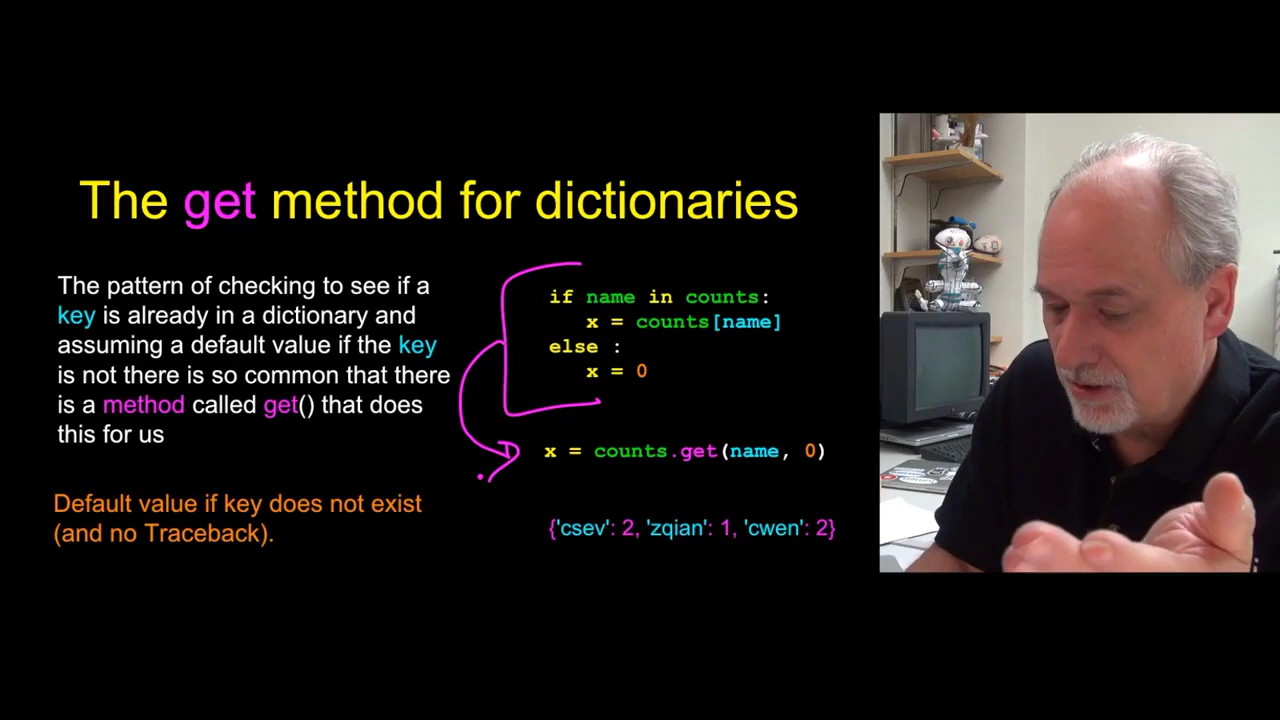 The get method for dictionaries
The pattern of checking to see if a
key is already in a dictionary and
assuming a default value if the key
is not there is so common that there
is a method called get() that does
this for us
Default value if key does not exist
(and no Traceback).
if name in counts:
x = counts[name]
else :
x = 0
x = counts.get(name, 0)
{'csev': 2, 'zqian': 1, 'cwen': 2}